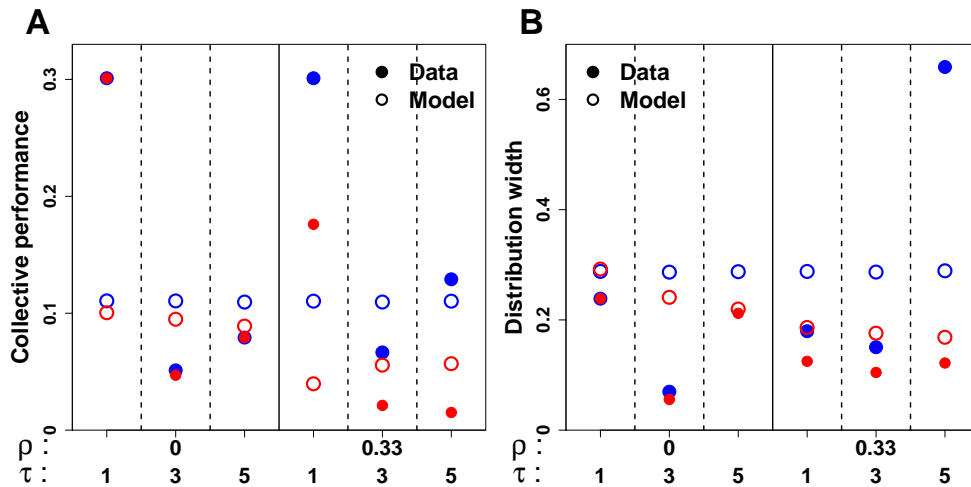 A
Collective performance
0.3
0.2
0.1
0
Data
Model
ρ : 0 0.33
τ : 1 3 5 1 3 5
B
Distribution width
0.6
0.4
0.2
0
Data
Model
ρ : 0 0.33
τ : 1 3 5 1 3 5